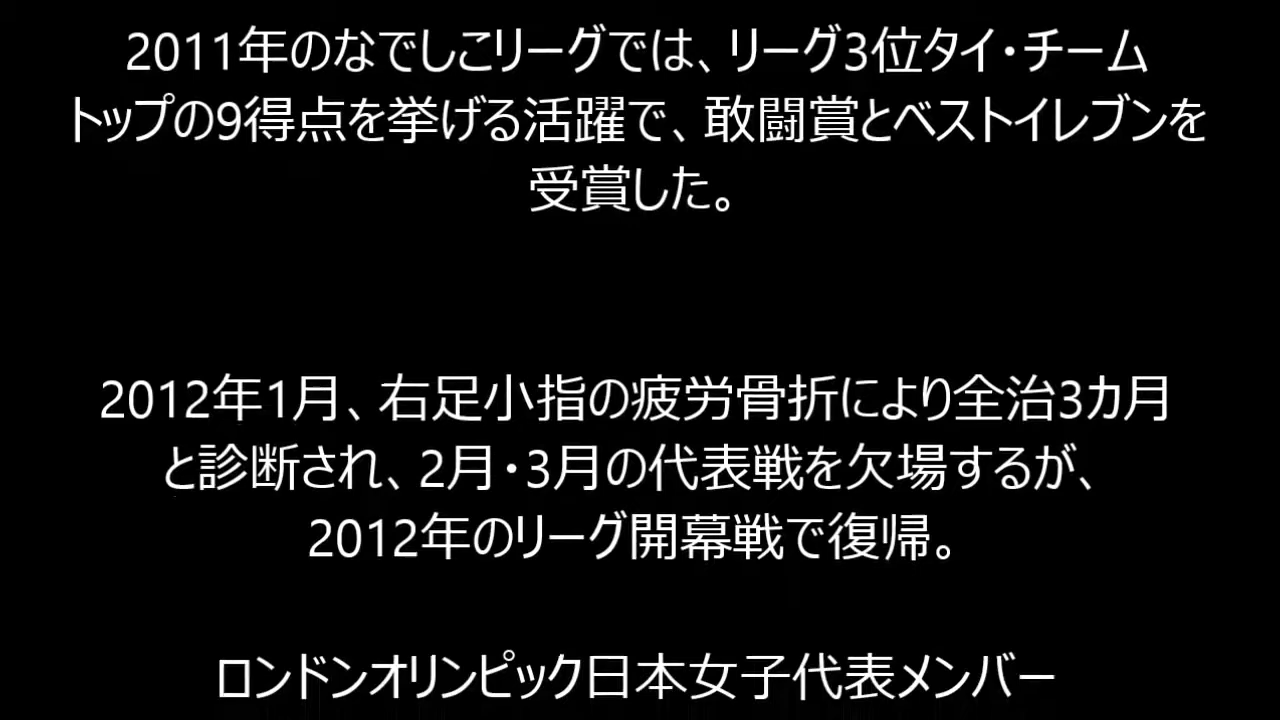 2011年のなでしこリーグでは、リーグ3位タイ・チーム
トップの9得点を挙げる活躍で、敢闘賞とベストイレブンを
受賞した。
2012年1月、右足小指の疲労骨折により全治3カ月
と診断され、2月・3月の代表戦を欠場するが、
2012年のリーグ開幕戦で復帰。
ロンドンオリンピック日本女子代表メンバー